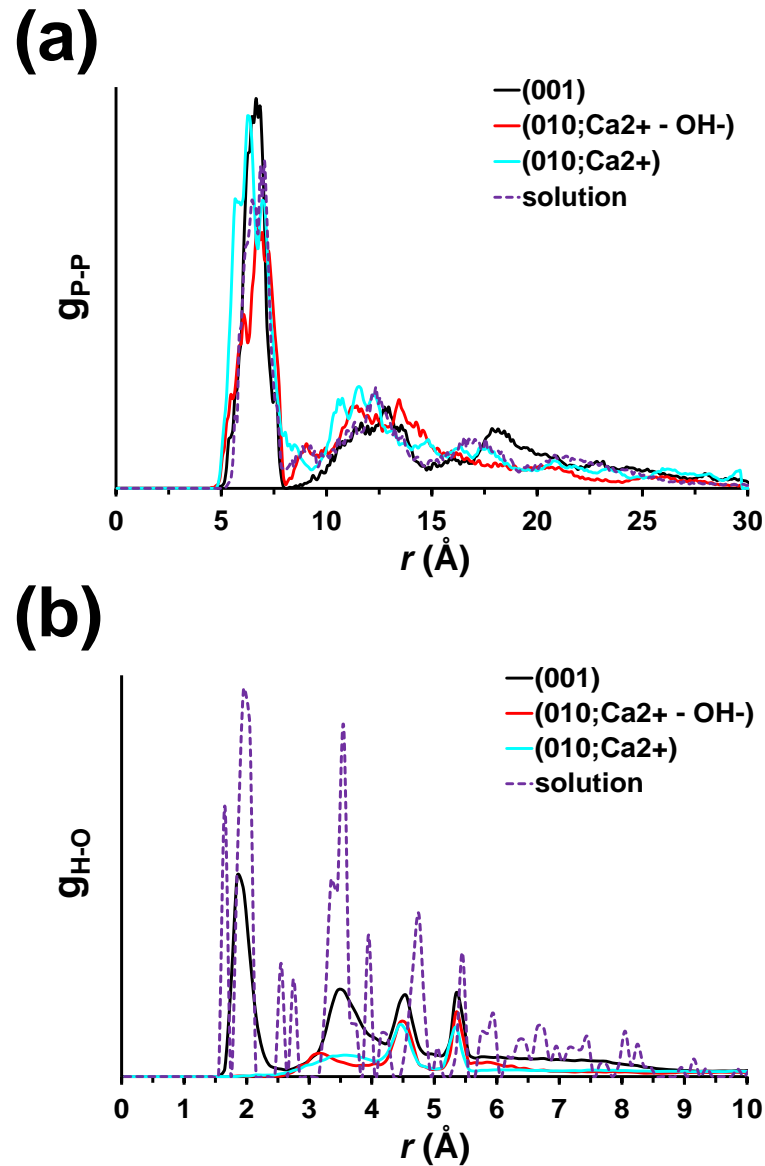 (a)
(001)
(010;Ca2+ - OH-)
(010;Ca2+)
solution
gP-P
0 5 10 15 20 25 30
r (Å)
(b)
(001)
(010;Ca2+ - OH-)
(010;Ca2+)
solution
gH-O
0 1 2 3 4 5 6 7 8 9 10
r (Å)